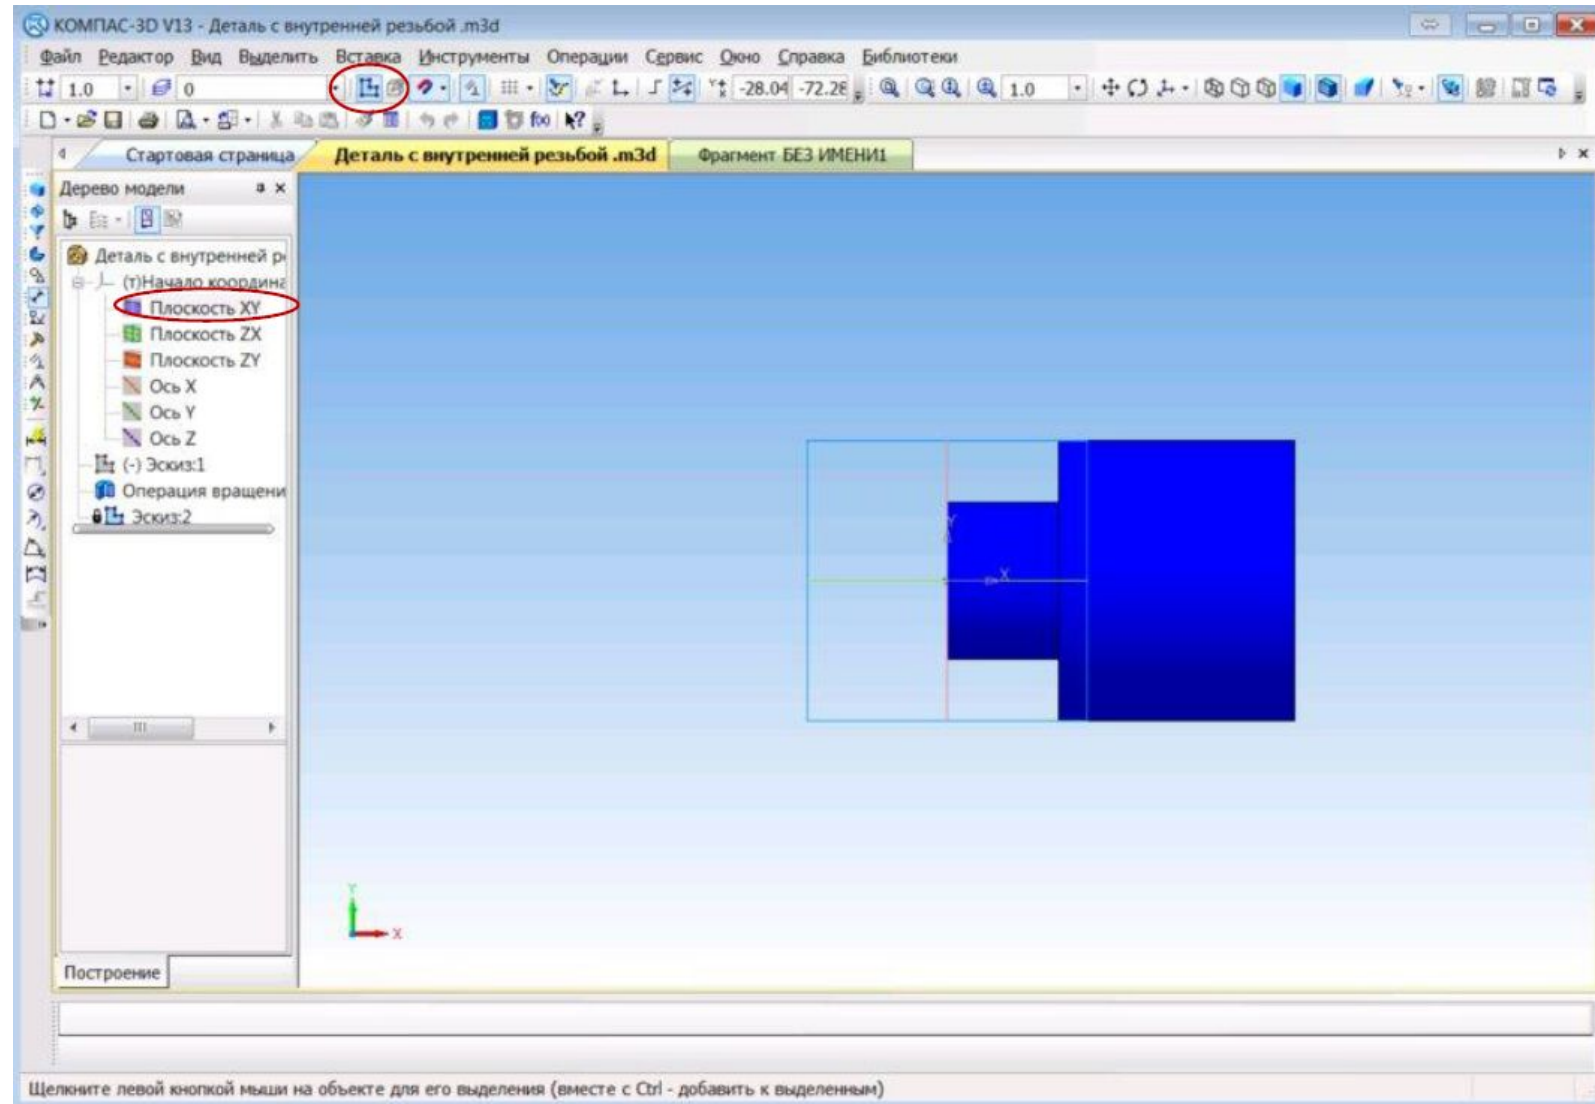 КОМПАС-3D V13 - Деталь с внутренней резьбой .m3d
Файл Редактор Вид Выделить Вставка Инструменты Операции Сервис Окно Справка Библиотеки
1.0 0 -28.04 -72.28 1.0
f(x)
Стартовая страница Деталь с внутренней резьбой .m3d Фрагмент БЕЗ ИМЕНИ1
Дерево модели
Деталь с внутренней р
(т)Начало координа
Плоскость XY
Плоскость ZX
Плоскость ZY
Ось X
Ось Y
Ось Z
(-) Эскиз:1
Операция вращени
Эскиз:2
Y
X
Y
X
Построение
Щелкните левой кнопкой мыши на объекте для его выделения (вместе с Ctrl - добавить к выделенным)